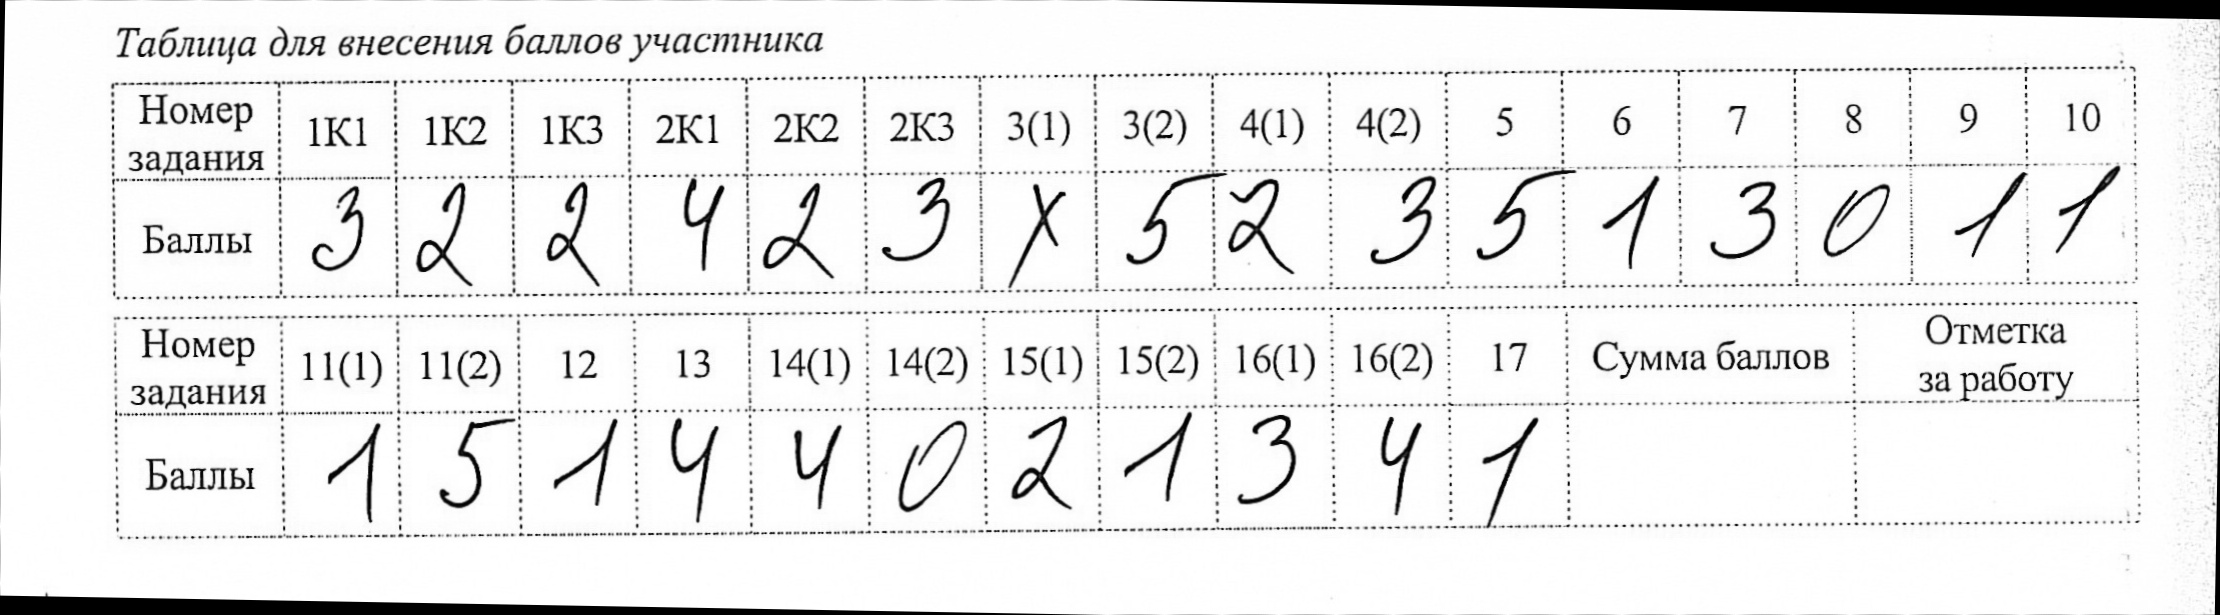 Таблица для внесения баллов участника
Номер задания 1К1 1К2 1К3 2К1 2К2 2К3 3(1) 3(2) 4(1) 4(2) 5 6 7 8 9 10
Баллы 3 2 2 4 2 3 X 5 2 3 5 1 3 0 1 1
Номер задания 11(1) 11(2) 12 13 14(1) 14(2) 15(1) 15(2) 16(1) 16(2) 17 Сумма баллов Отметка за работу
Баллы 1 5 1 4 4 0 2 1 3 4 1